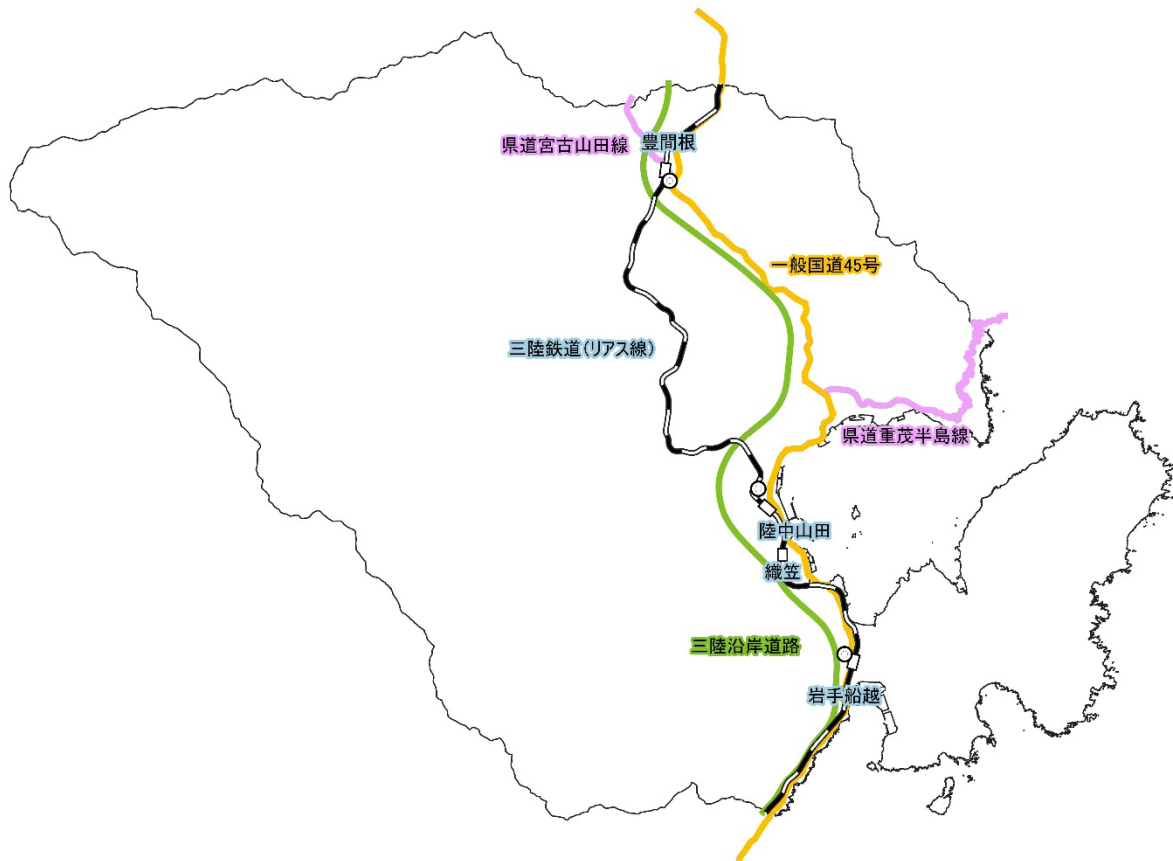 県道宮古山田線
豊間根
一般国道45号
三陸鉄道(リアス線)
県道重茂半島線
陸中山田
織笠
三陸沿岸道路
岩手船越